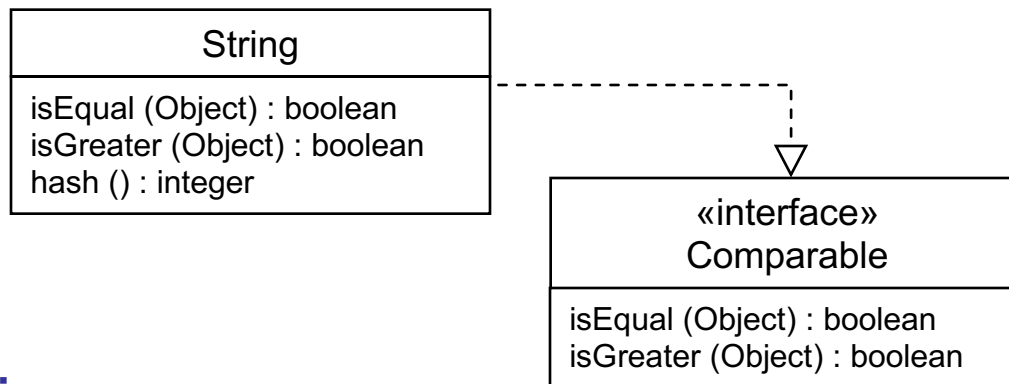 String
isEqual (Object) : boolean
isGreater (Object) : boolean
hash () : integer
«interface»
Comparable
isEqual (Object) : boolean
isGreater (Object) : boolean